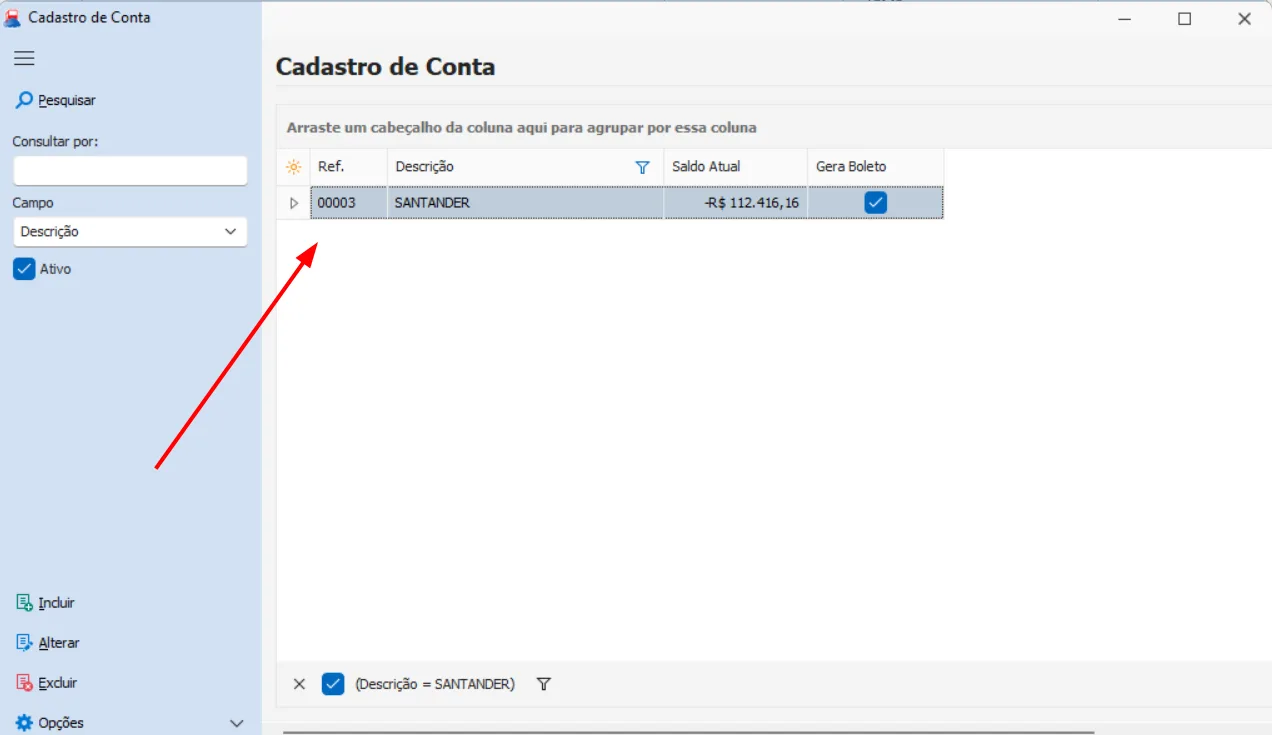 Cadastro de Conta
Pesquisar
Consultar por:
Campo
Descrição
Ativo
Incluir
Alterar
Excluir
Opções
Cadastro de Conta
Arraste um cabeçalho da coluna aqui para agrupar por essa coluna
Ref. Descrição Saldo Atual Gera Boleto
00003 SANTANDER -R$ 112.416,16
(Descrição = SANTANDER)